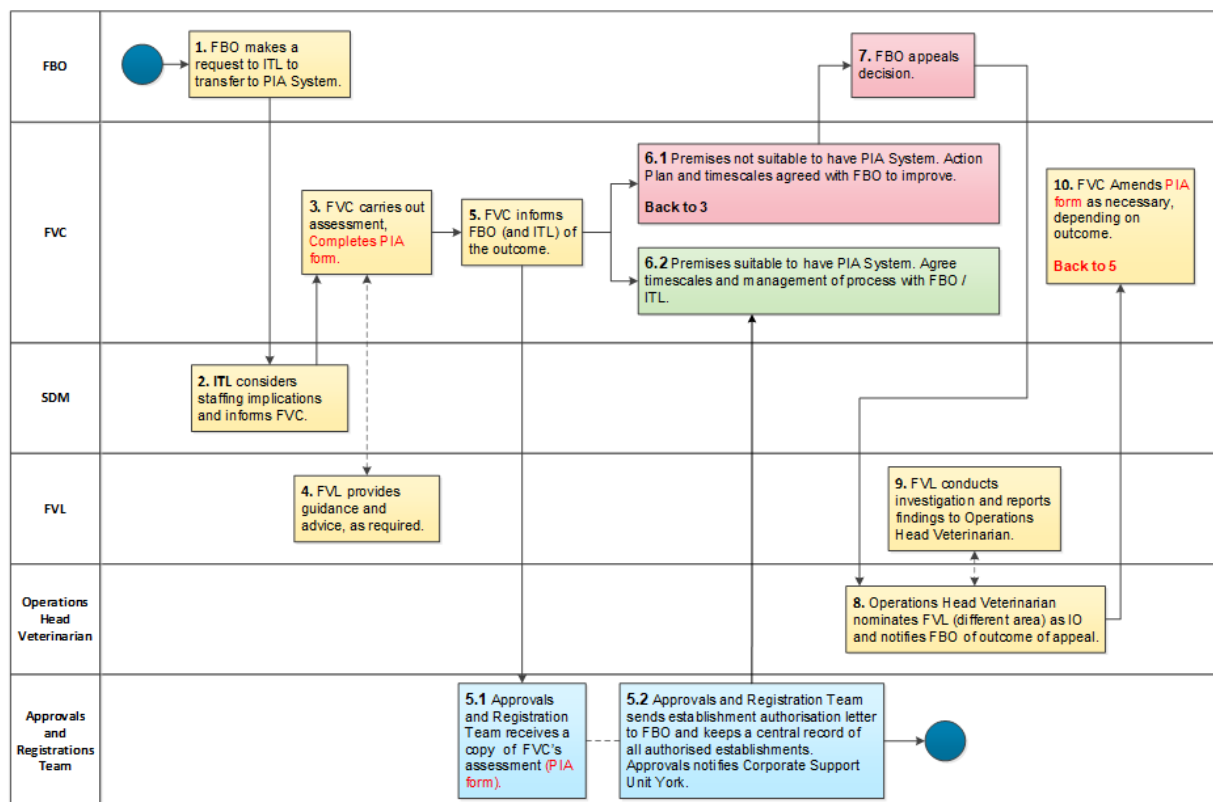 FBO
1. FBO makes a
request to ITL to
transfer to PIA System.
7. FBO appeals
decision.
FVC
3. FVC carries out
assessment,
Completes PIA
form.
5. FVC informs
FBO (and ITL) of
the outcome.
6.1 Premises not suitable to have PIA System. Action
Plan and timescales agreed with FBO to improve.
Back to 3
6.2 Premises suitable to have PIA System. Agree
timescales and management of process with FBO /
ITL.
10. FVC Amends PIA
form as necessary,
depending on
outcome.
Back to 5
SDM
2. ITL considers
staffing implications
and informs FVC.
FVL
4. FVL provides
guidance and
advice, as required.
9. FVL conducts
investigation and reports
findings to Operations
Head Veterinarian.
Operations
Head
Veterinarian
8. Operations Head Veterinarian
nominates FVL (different area) as IO
and notifies FBO of outcome of appeal.
Approvals
and
Registrations
Team
5.1 Approvals
and Registration
Team receives a
copy of FVC's
assessment (PIA
form).
5.2 Approvals and Registration Team
sends establishment authorisation letter
to FBO and keeps a central record of
all authorised establishments.
Approvals notifies Corporate Support
Unit York.